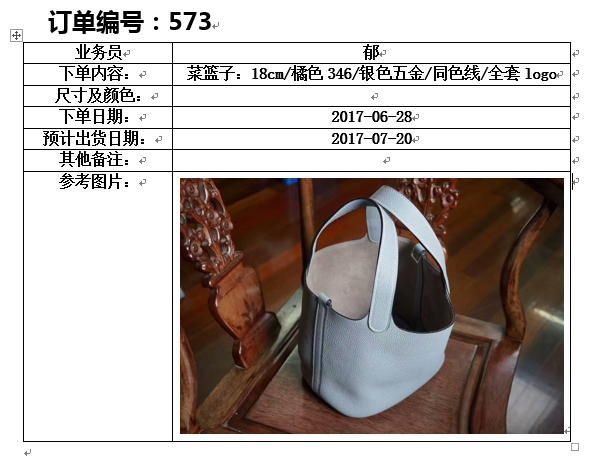 订单编号：573
业务员 郁
下单内容： 菜篮子：18cm/橘色 346/银色五金/同色线/全套 logo
尺寸及颜色：
下单日期： 2017-06-28
预计出货日期： 2017-07-20
其他备注：
参考图片：